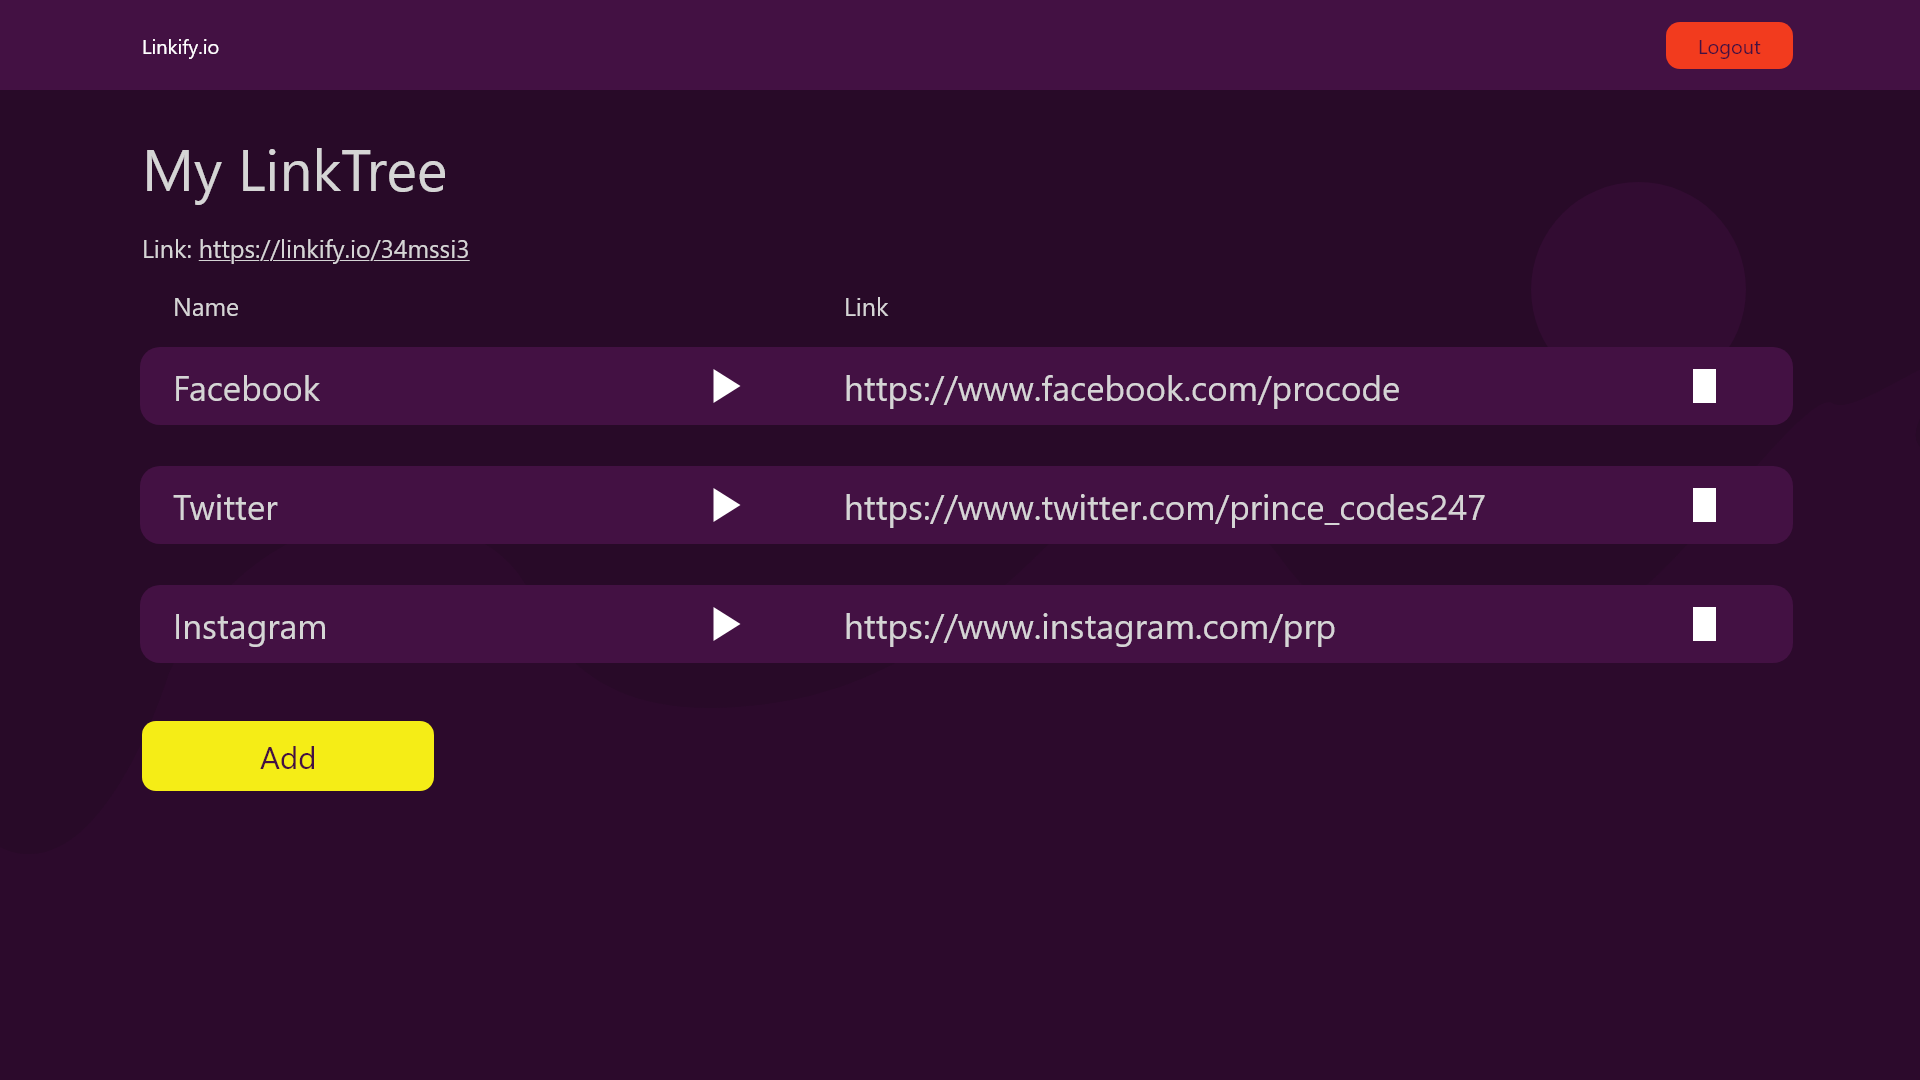 Linkify.io
Logout
My LinkTree
Link: https://linkify.io/34mssi3
Name Link
Facebook https://www.facebook.com/procode
Twitter https://www.twitter.com/prince_codes247
Instagram https://www.instagram.com/prp
Add